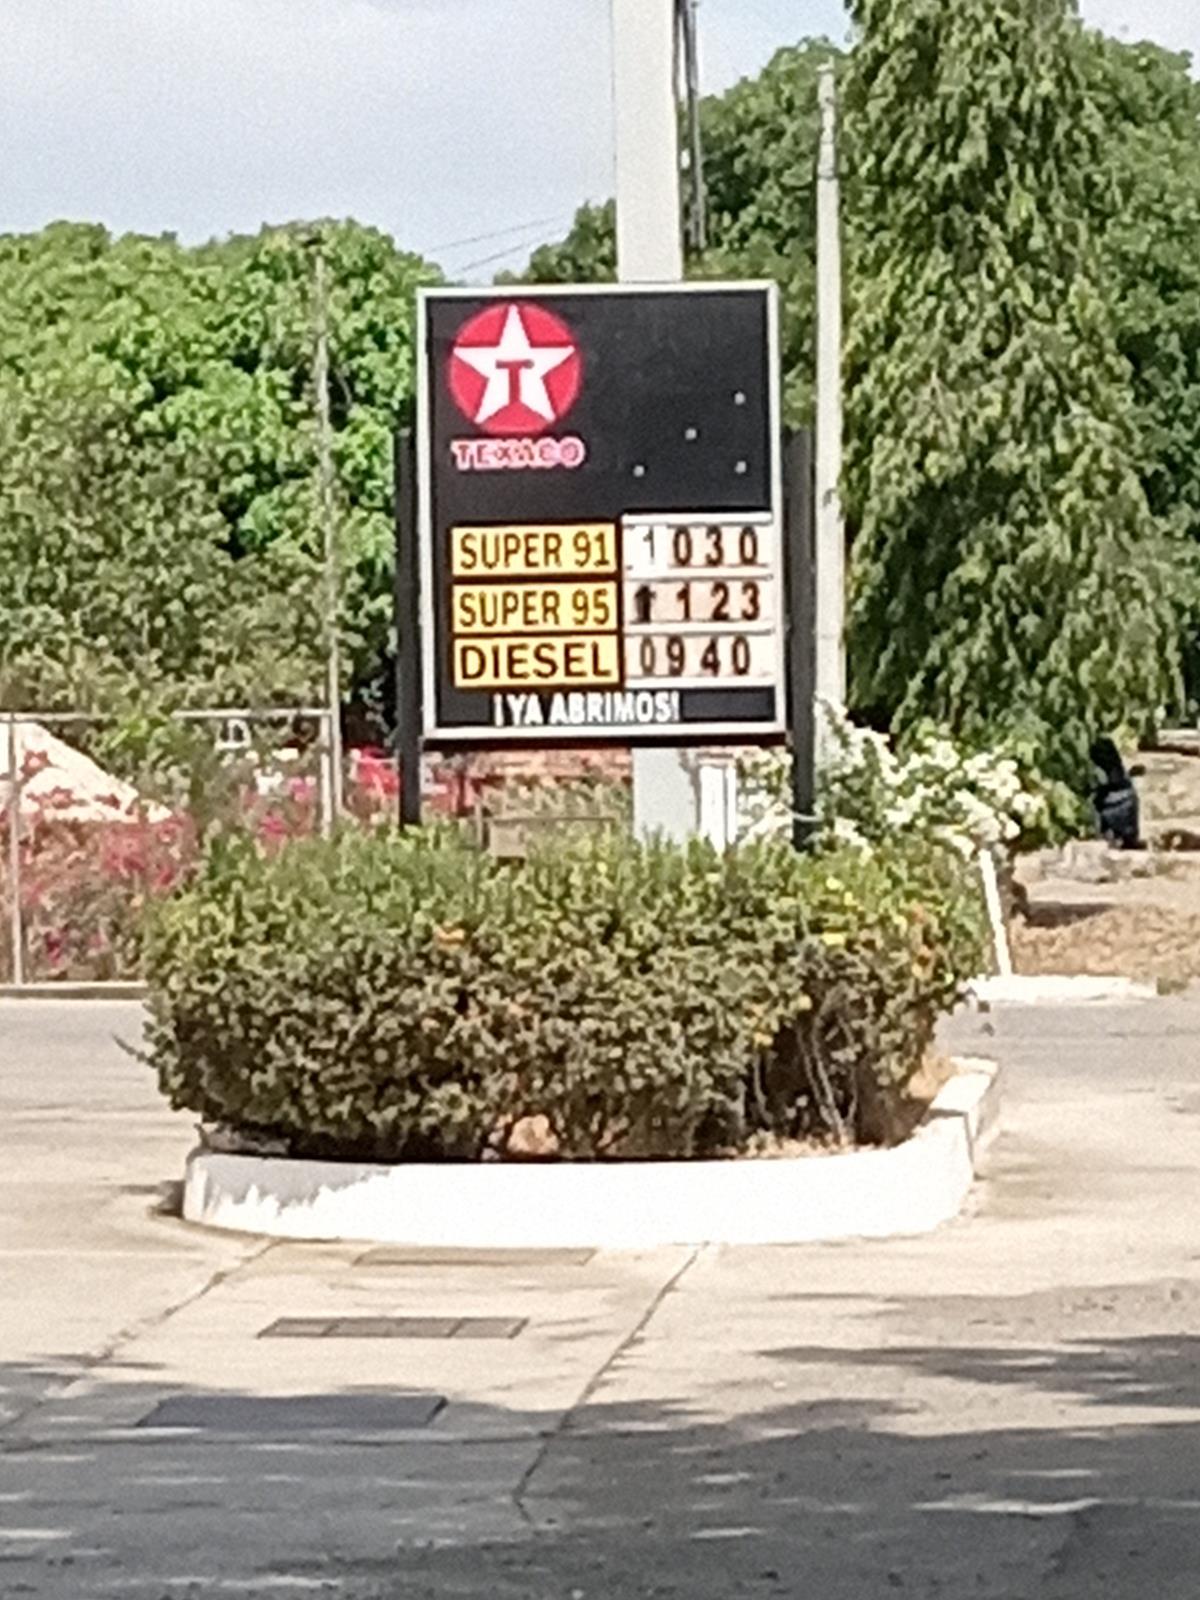 T
TEXACO
SUPER 91 1030
SUPER 95 1123
DIESEL 0940
¡YA ABRIMOS!